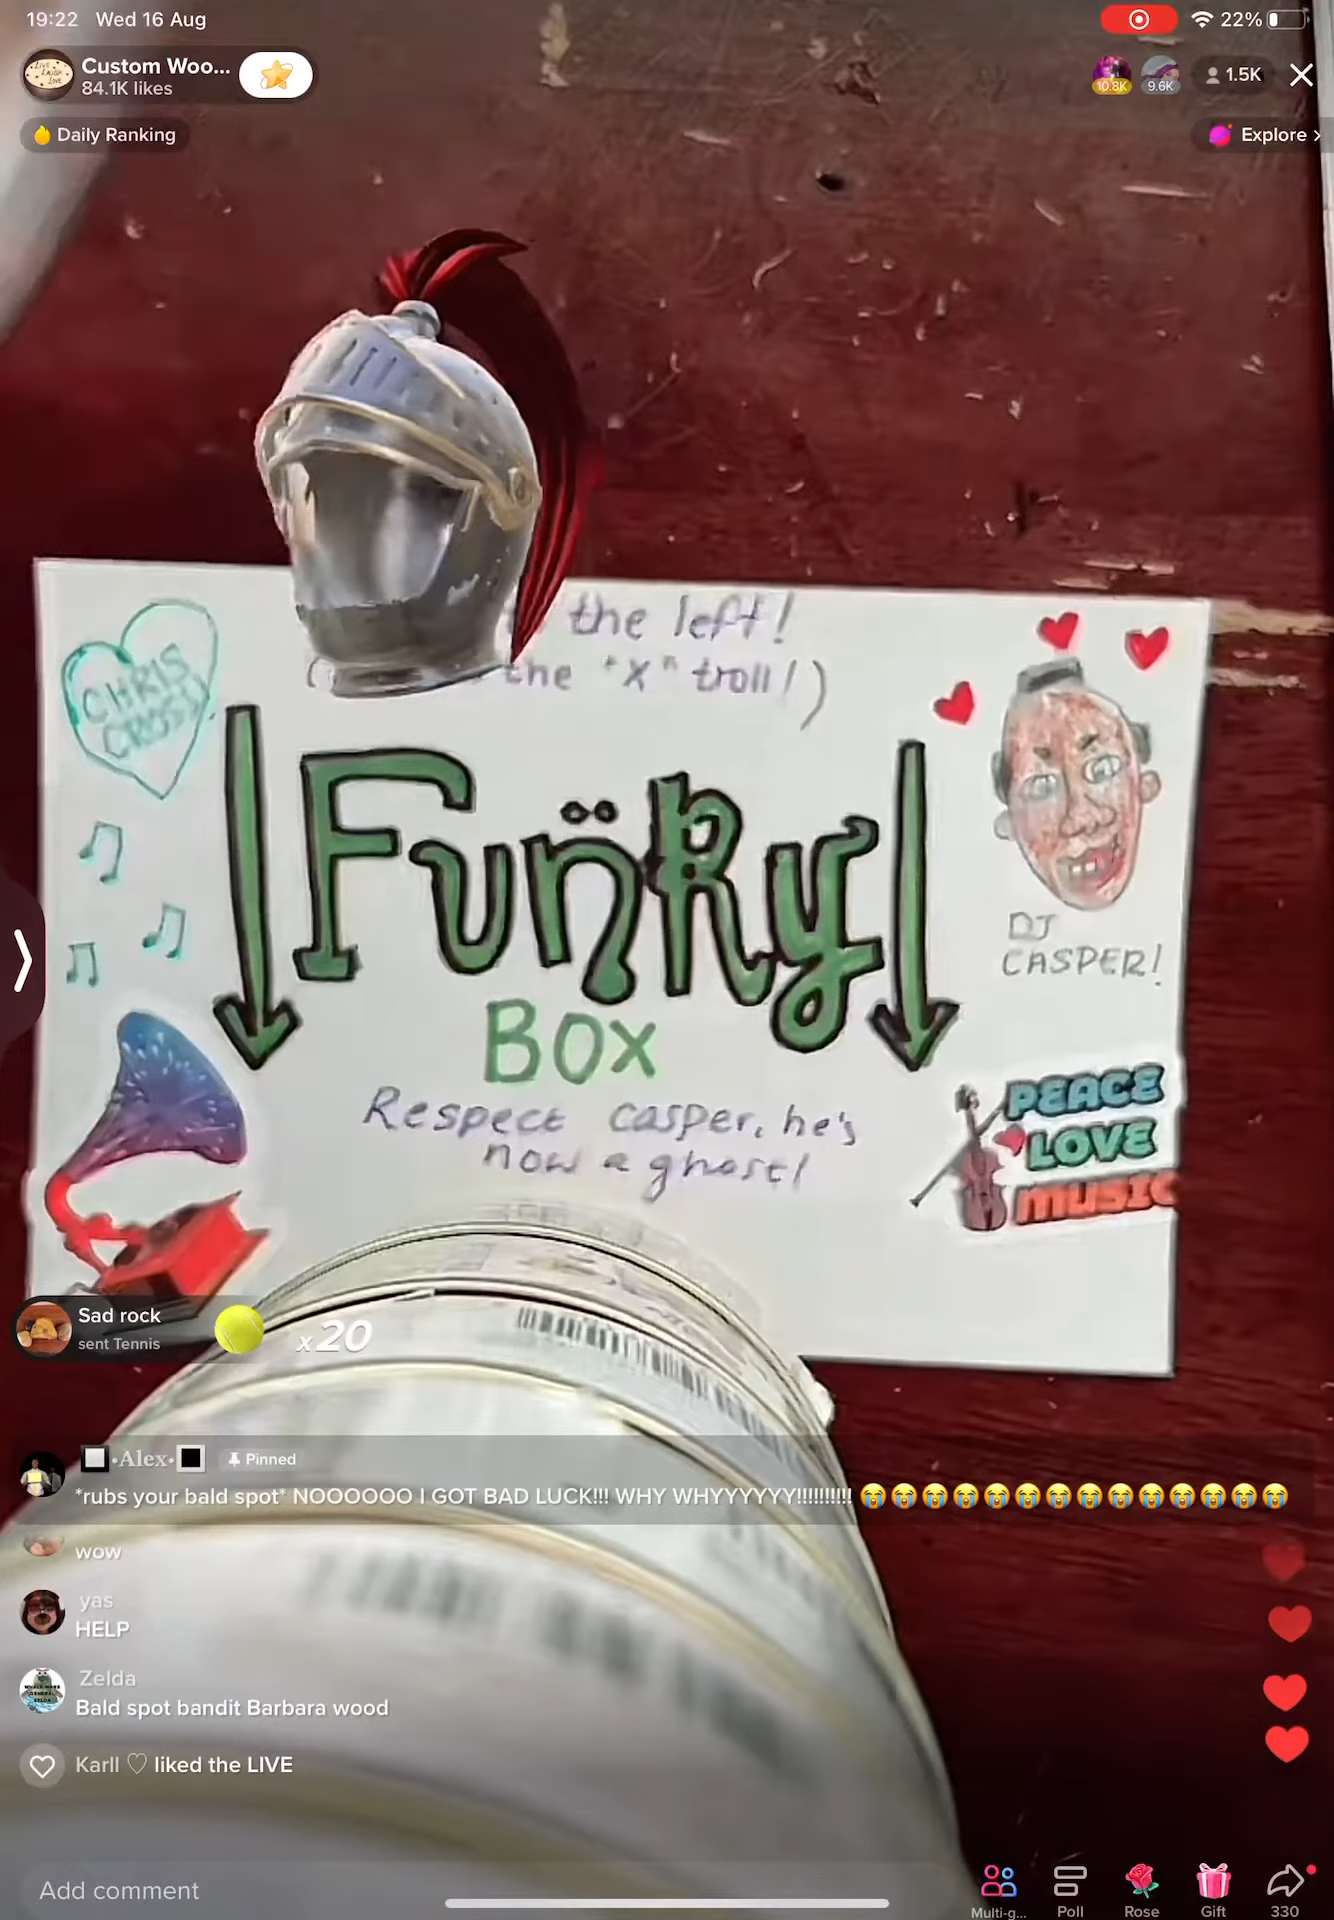 19:22 Wed 16 Aug
22%
Custom Woo...
84.1K likes
10.8K
9.6K
1.5K
Daily Ranking
Explore >
the left!
the "X" troll!)
CHRIS
CROSS
Funky
BOX
Respect casper, he's
now a ghost!
DJ
CASPER!
PEACE
LOVE
MUSIC
Sad rock
sent Tennis
x20
•Alex•
Pinned
*rubs your bald spot* NOOOOOO I GOT BAD LUCK!!! WHY WHYYYYYY!!!!!!!!!! 😭😭😭😭😭😭😭😭😭😭😭😭😭😭
wow
yas
HELP
Zelda
Bald spot bandit Barbara wood
Karll ♡ liked the LIVE
Add comment
Multi-g...
Poll
Rose
Gift
330